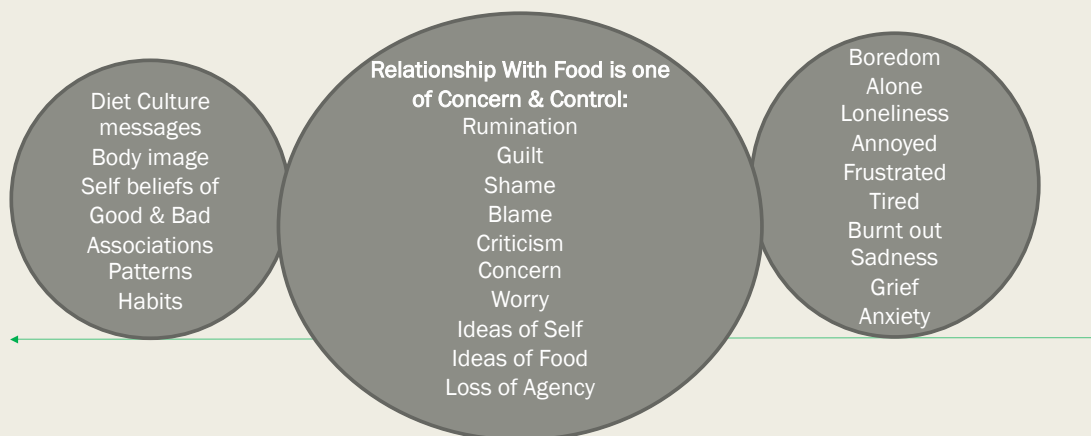 Diet Culture
messages
Body image
Self beliefs of
Good & Bad
Associations
Patterns
Habits
Relationship With Food is one
of Concern & Control:
Rumination
Guilt
Shame
Blame
Criticism
Concern
Worry
Ideas of Self
Ideas of Food
Loss of Agency
Boredom
Alone
Loneliness
Annoyed
Frustrated
Tired
Burnt out
Sadness
Grief
Anxiety